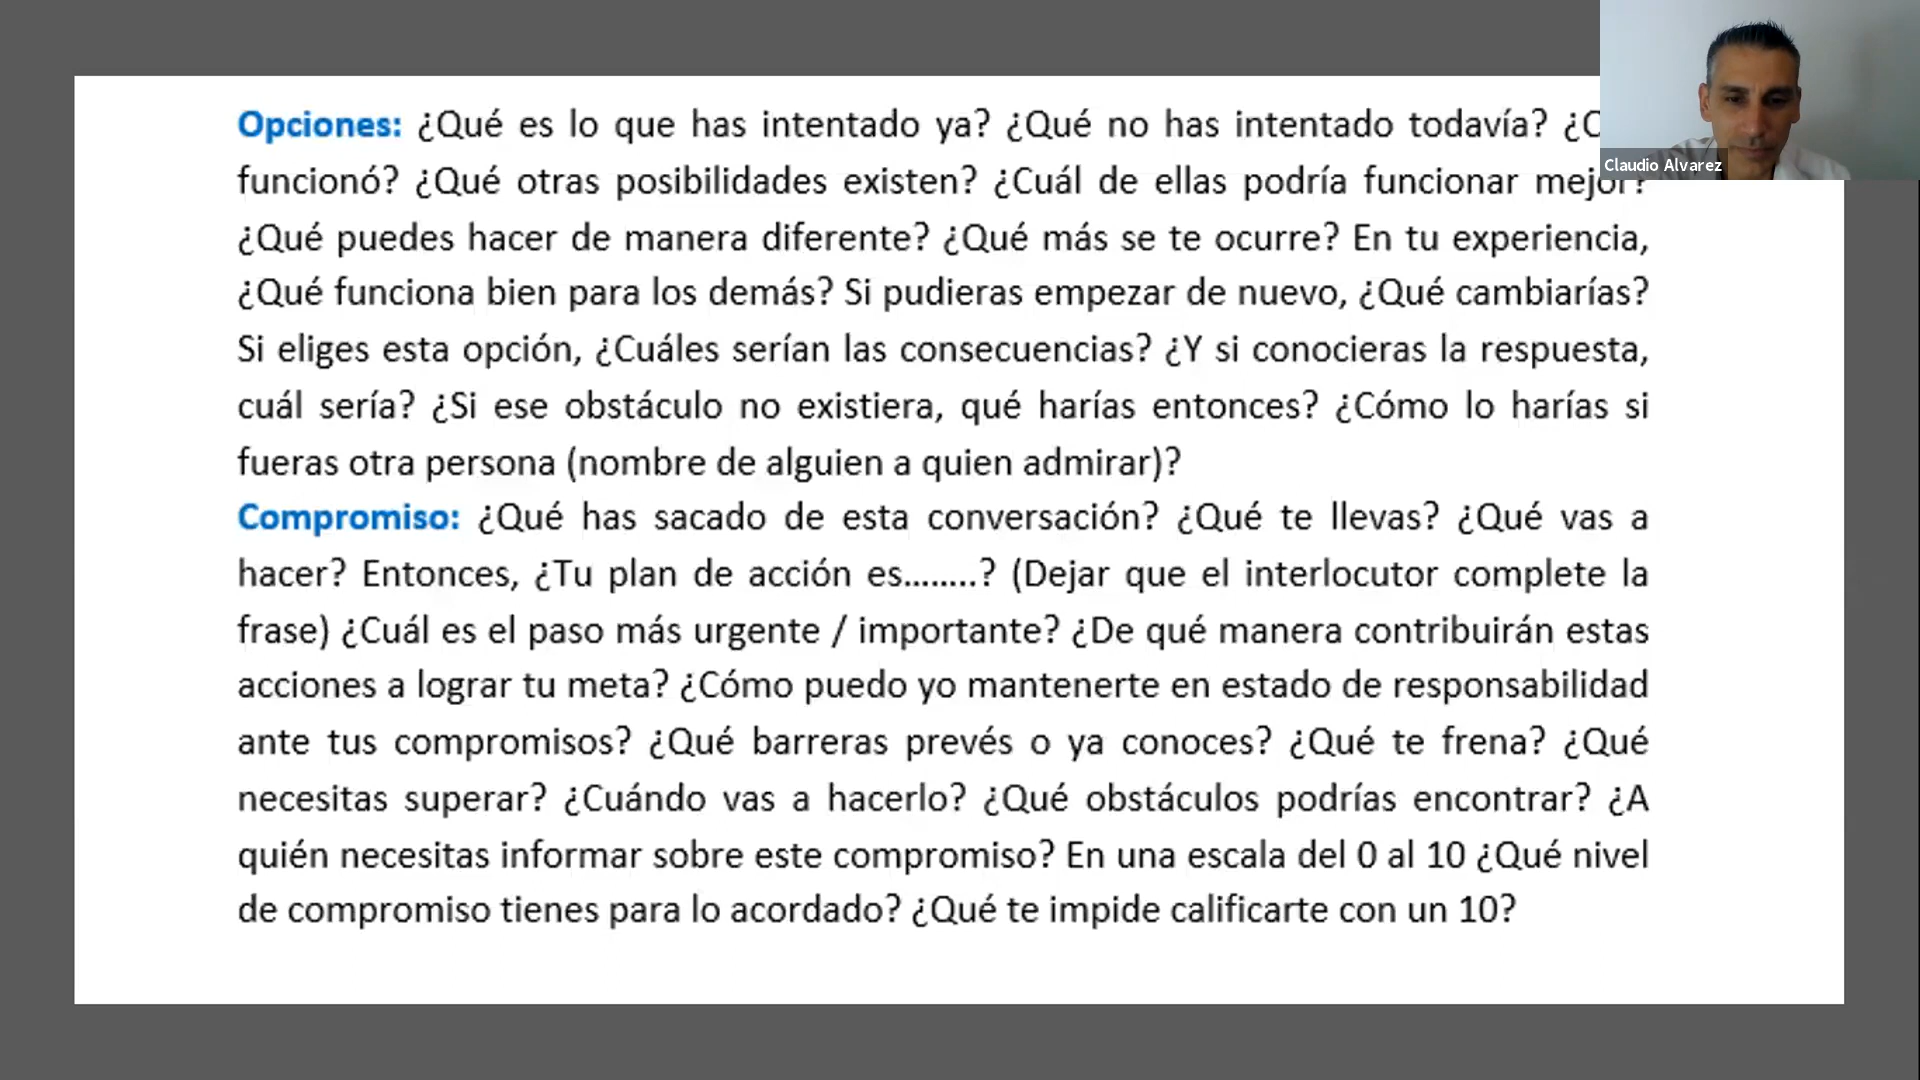 Opciones: ¿Qué es lo que has intentado ya? ¿Qué no has intentado todavía?
funcionó? ¿Qué otras posibilidades existen? ¿Cuál de ellas podría funcionar mejor?
¿Qué puedes hacer de manera diferente? ¿Qué más se te ocurre? En tu experiencia,
¿Qué funciona bien para los demás? Si pudieras empezar de nuevo, ¿Qué cambiarías?
Si eliges esta opción, ¿Cuáles serían las consecuencias? ¿Y si conocieras la respuesta,
cuál sería? ¿Si ese obstáculo no existiera, qué harías entonces? ¿Cómo lo harías si
fueras otra persona (nombre de alguien a quien admirar)?
Compromiso: ¿Qué has sacado de esta conversación? ¿Qué te llevas? ¿Qué vas a
hacer? Entonces, ¿Tu plan de acción es........? (Dejar que el interlocutor complete la
frase) ¿Cuál es el paso más urgente / importante? ¿De qué manera contribuirán estas
acciones a lograr tu meta? ¿Cómo puedo yo mantenerte en estado de responsabilidad
ante tus compromisos? ¿Qué barreras prevés o ya conoces? ¿Qué te frena? ¿Qué
necesitas superar? ¿Cuándo vas a hacerlo? ¿Qué obstáculos podrías encontrar? ¿A
quién necesitas informar sobre este compromiso? En una escala del 0 al 10 ¿Qué nivel
de compromiso tienes para lo acordado? ¿Qué te impide calificarte con un 10?
Claudio Alvarez